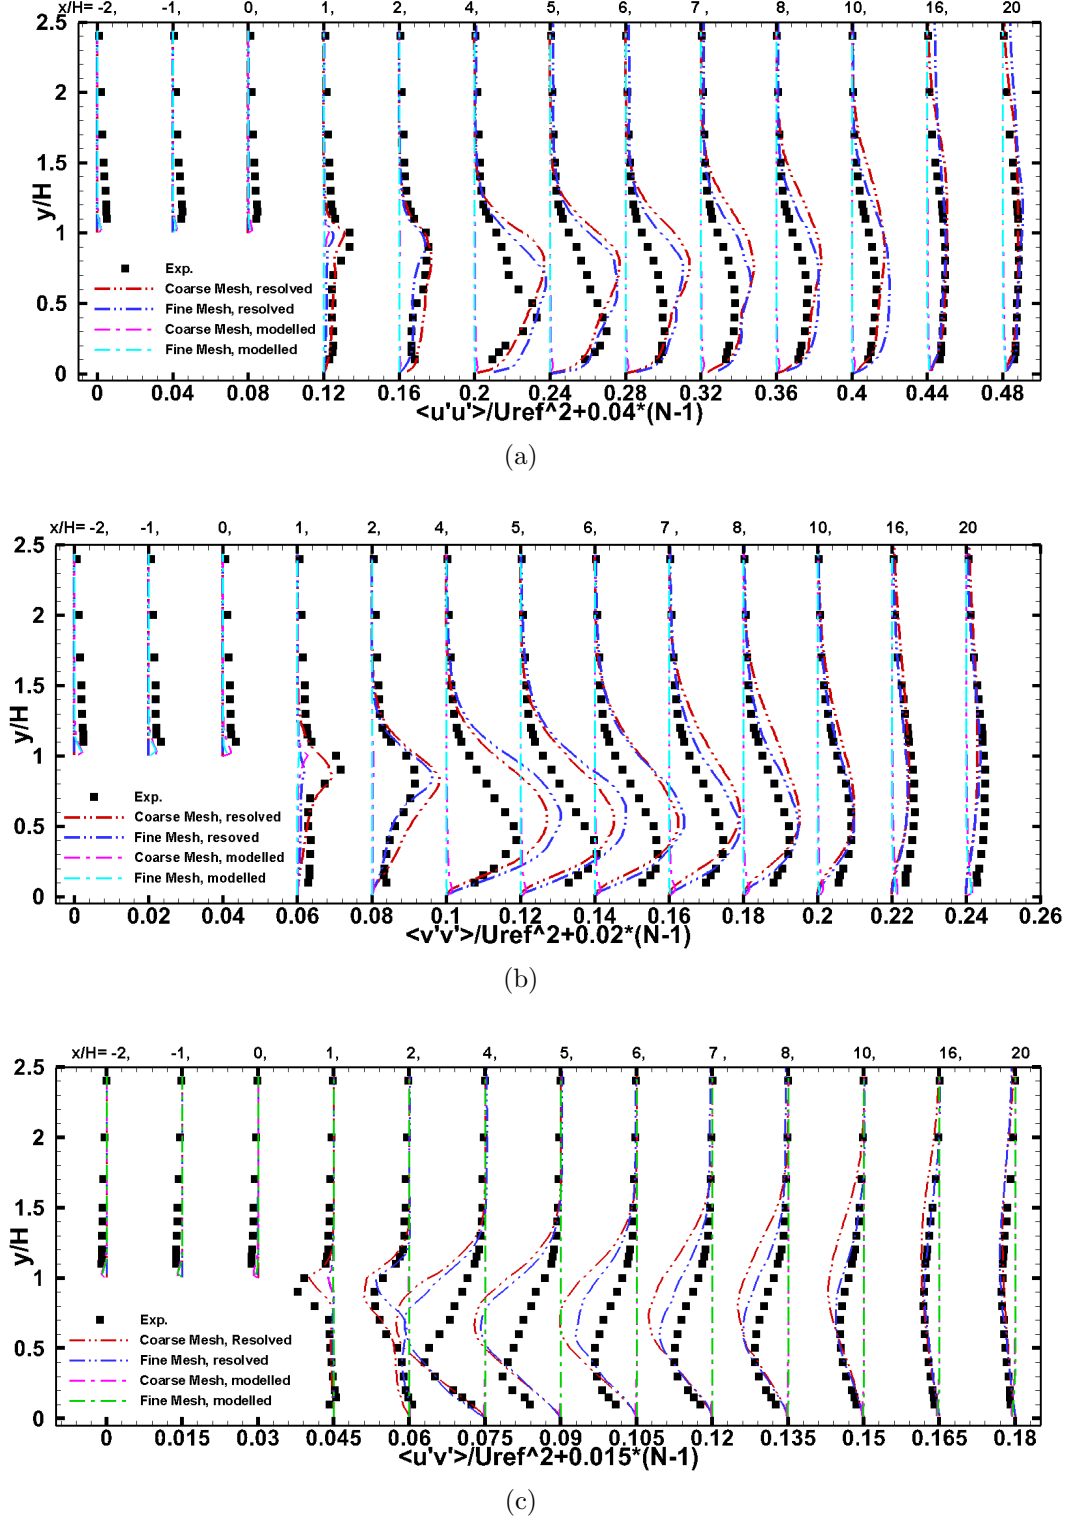 x/H= -2, -1, 0, 1, 2, 4, 5, 6, 7, 8, 10, 16, 20
2.5
2
1.5
y/H
1
Exp.
Coarse Mesh, resolved
0.5
Fine Mesh, resolved
Coarse Mesh, modelled
Fine Mesh, modelled
0
0 0.04 0.08 0.12 0.16 0.2 0.24 0.28 0.32 0.36 0.4 0.44 0.48
<u'u'>/Uref^2+0.04*(N-1)
(a)
x/H= -2, -1, 0, 1, 2, 4, 5, 6, 7, 8, 10, 16, 20
2.5
2
1.5
y/H
1
Exp.
Coarse Mesh, resolved
0.5
Fine Mesh, resoved
Coarse Mesh, modelled
Fine Mesh, modelled
0
0 0.02 0.04 0.06 0.08 0.1 0.12 0.14 0.16 0.18 0.2 0.22 0.24 0.26
<v'v'>/Uref^2+0.02*(N-1)
(b)
x/H= -2, -1, 0, 1, 2, 4, 5, 6, 7, 8, 10, 16, 20
2.5
2
1.5
y/H
1
Exp.
Coarse Mesh, Resolved
0.5
Fine Mesh, resolved
Coarse Mesh, modelled
Fine Mesh, modelled
0
0 0.015 0.03 0.045 0.06 0.075 0.09 0.105 0.12 0.135 0.15 0.165 0.18
<u'v'>/Uref^2+0.015*(N-1)
(c)